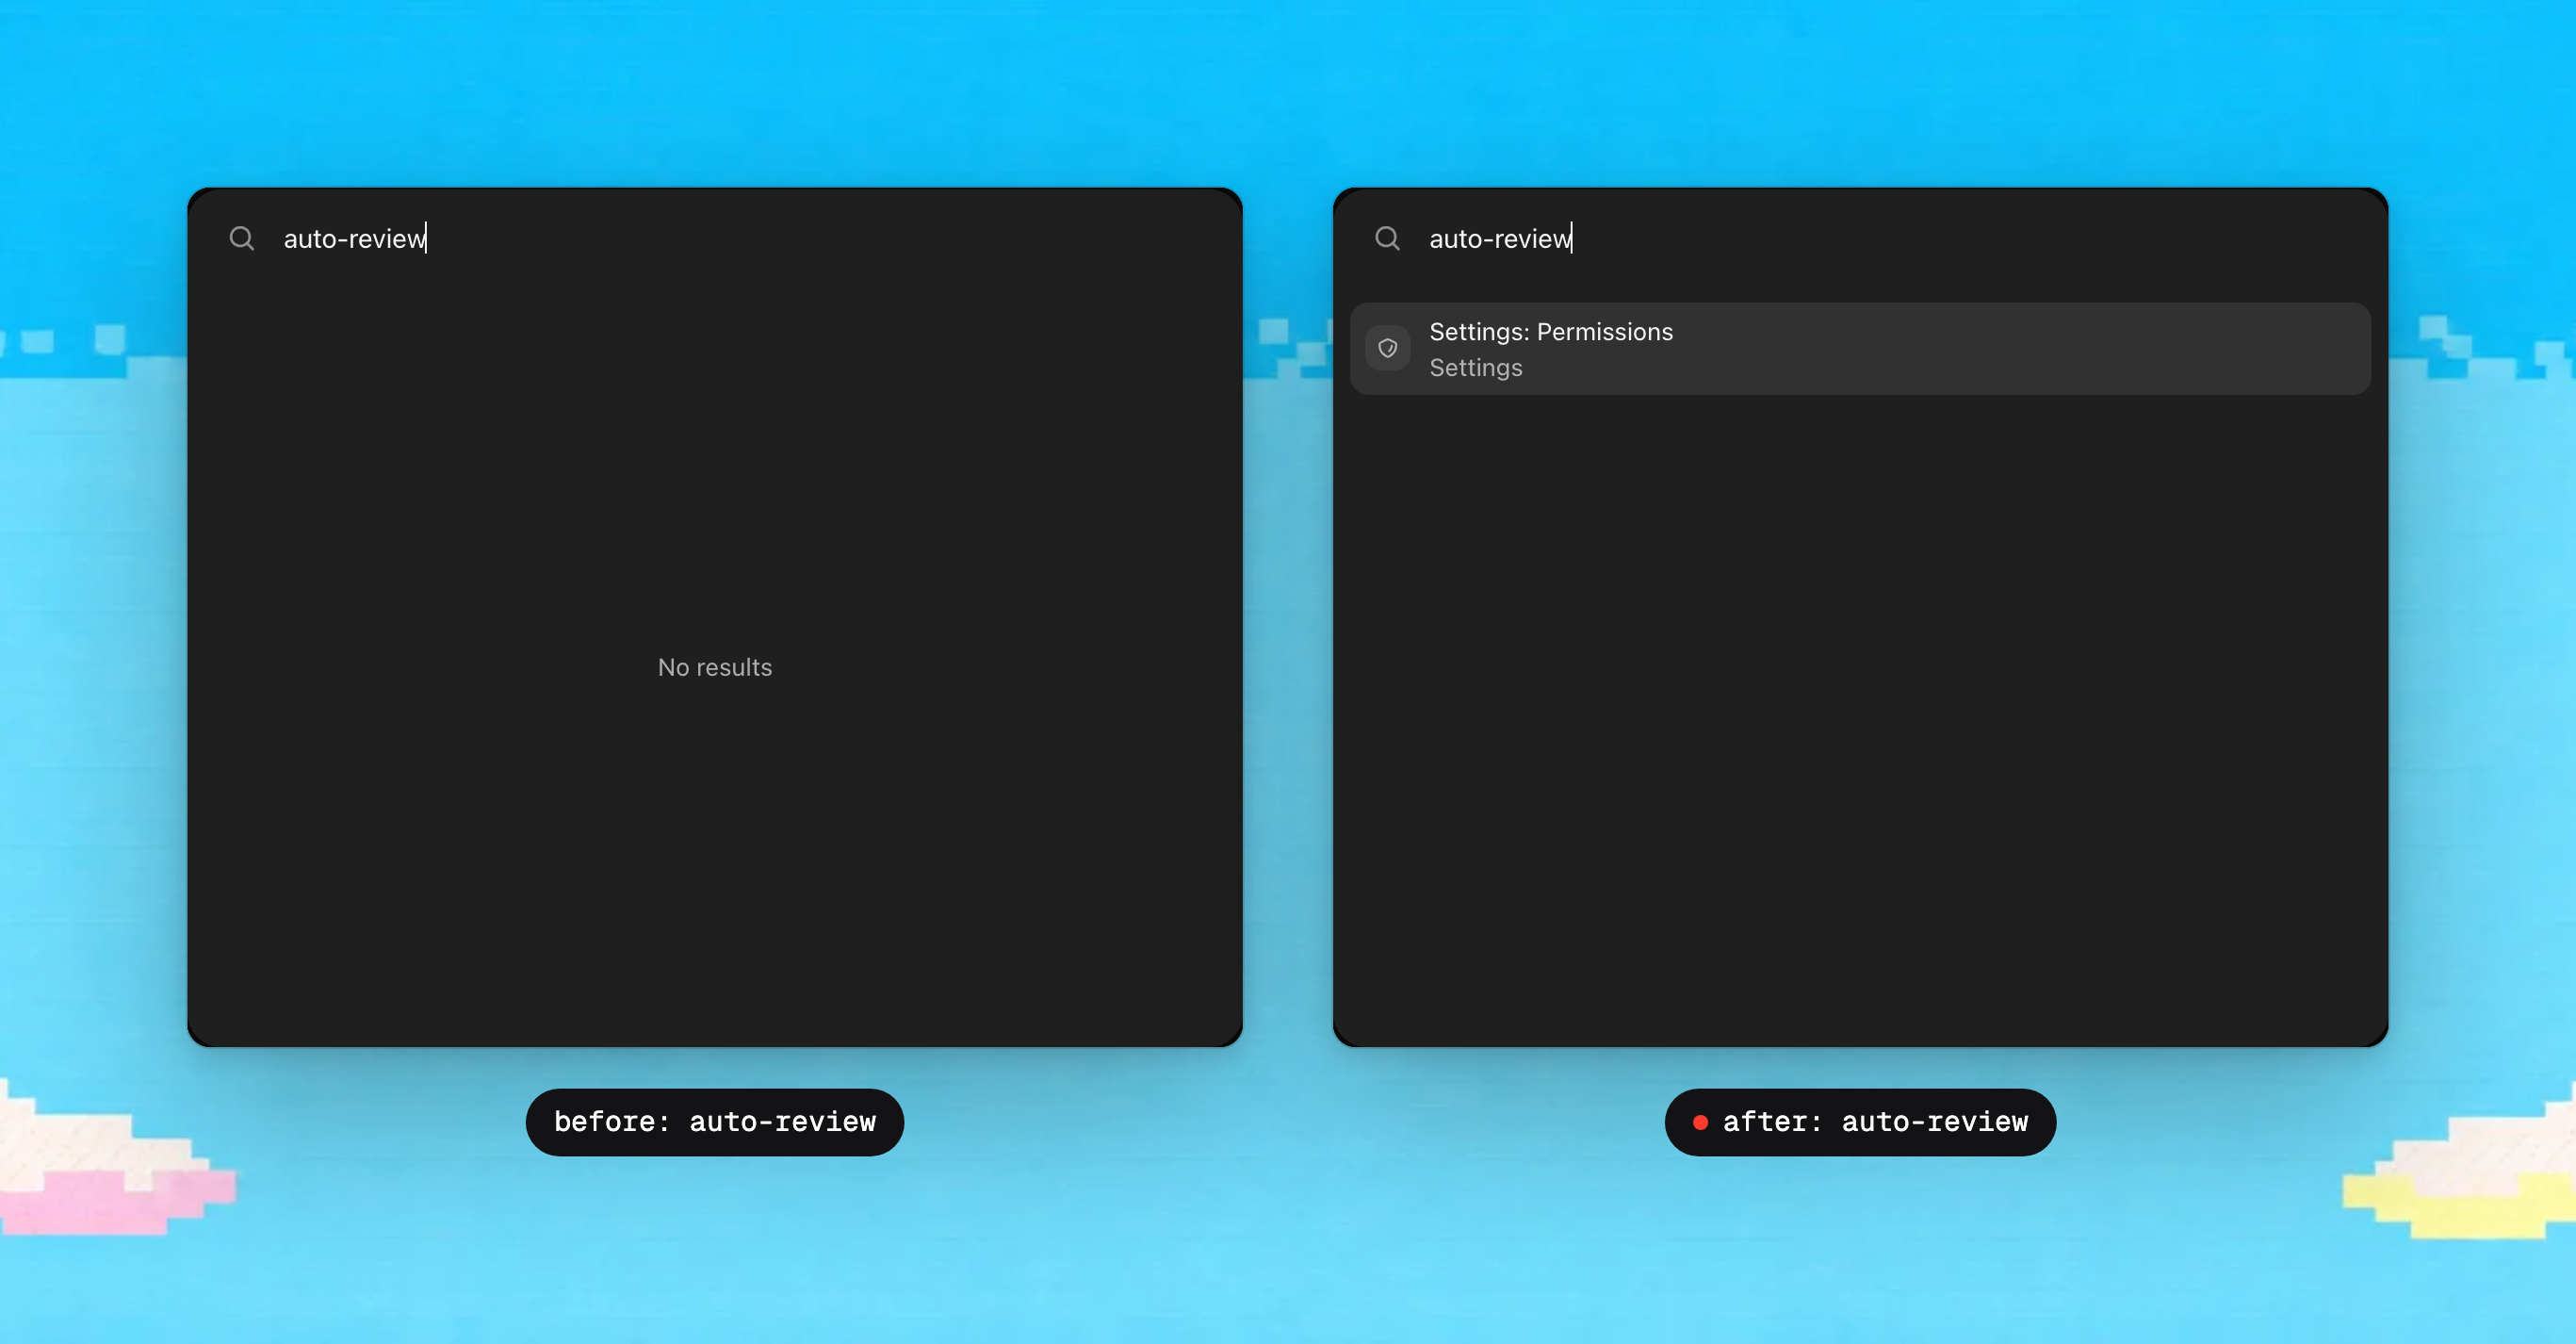 auto-review
No results
before: auto-review
auto-review
Settings: Permissions
Settings
after: auto-review